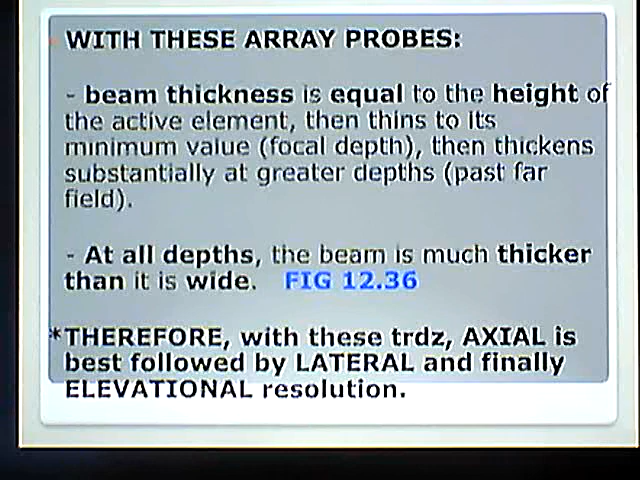 WITH THESE ARRAY PROBES:
- beam thickness is equal to the height of
the active element, then thins to its
minimum value (focal depth), then thickens
substantially at greater depths (past far
field).
- At all depths, the beam is much thicker
than it is wide. FIG 12.36
*THEREFORE, with these trdz, AXIAL is
best followed by LATERAL and finally
ELEVATIONAL resolution.